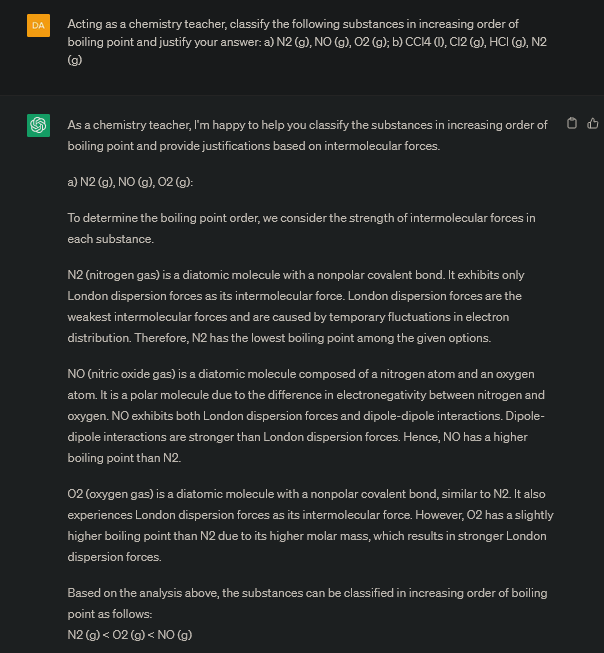 DA
Acting as a chemistry teacher, classify the following substances in increasing order of
boiling point and justify your answer: a) N2 (g), NO (g), O2 (g); b) CCl4 (l), Cl2 (g), HCl (g), N2
(g)
As a chemistry teacher, I'm happy to help you classify the substances in increasing order of
boiling point and provide justifications based on intermolecular forces.
a) N2 (g), NO (g), O2 (g):
To determine the boiling point order, we consider the strength of intermolecular forces in
each substance.
N2 (nitrogen gas) is a diatomic molecule with a nonpolar covalent bond. It exhibits only
London dispersion forces as its intermolecular force. London dispersion forces are the
weakest intermolecular forces and are caused by temporary fluctuations in electron
distribution. Therefore, N2 has the lowest boiling point among the given options.
NO (nitric oxide gas) is a diatomic molecule composed of a nitrogen atom and an oxygen
atom. It is a polar molecule due to the difference in electronegativity between nitrogen and
oxygen. NO exhibits both London dispersion forces and dipole-dipole interactions. Dipole-
dipole interactions are stronger than London dispersion forces. Hence, NO has a higher
boiling point than N2.
O2 (oxygen gas) is a diatomic molecule with a nonpolar covalent bond, similar to N2. It also
experiences London dispersion forces as its intermolecular force. However, O2 has a slightly
higher boiling point than N2 due to its higher molar mass, which results in stronger London
dispersion forces.
Based on the analysis above, the substances can be classified in increasing order of boiling
point as follows:
N2 (g) < O2 (g) < NO (g)